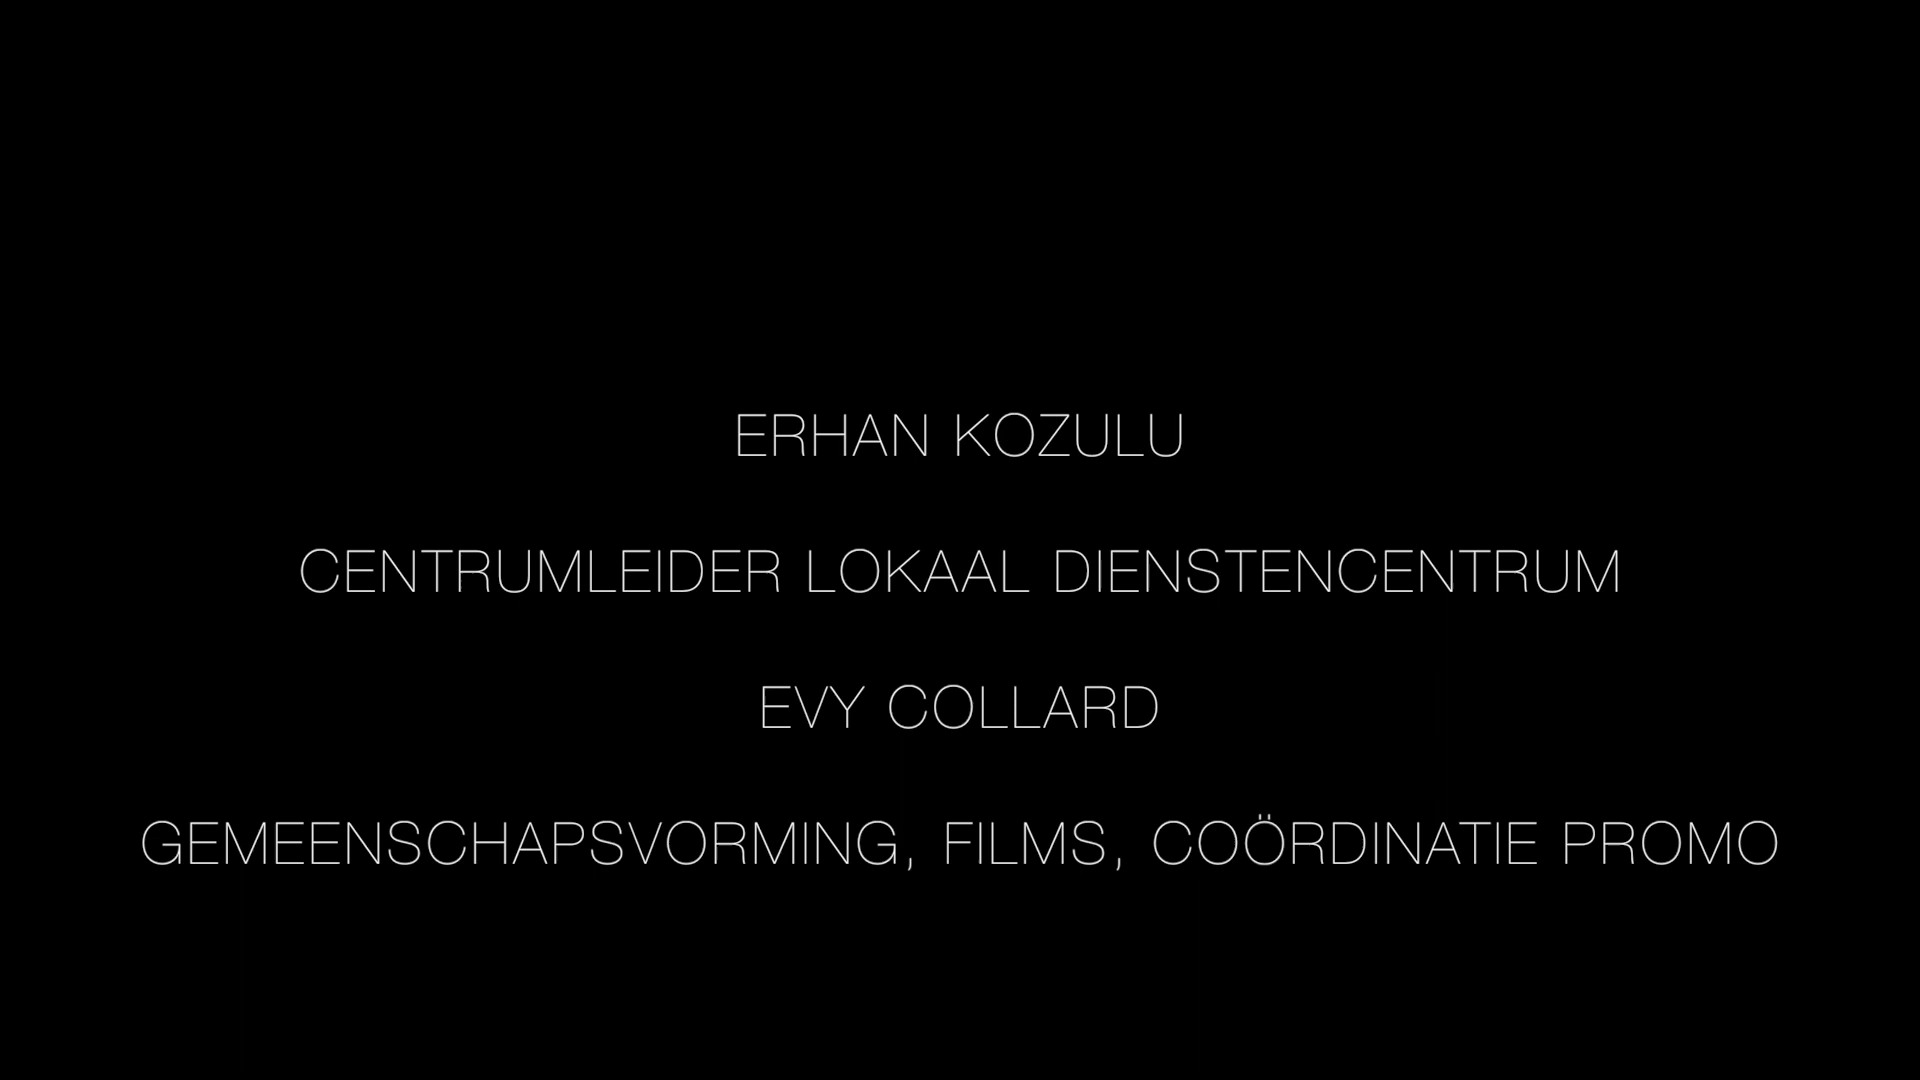 ERHAN KOZULU
CENTRUMLEIDER LOKAAL DIENSTENCENTRUM
EVY COLLARD
GEMEENSCHAPSVORMING, FILMS, COÖRDINATIE PROMO